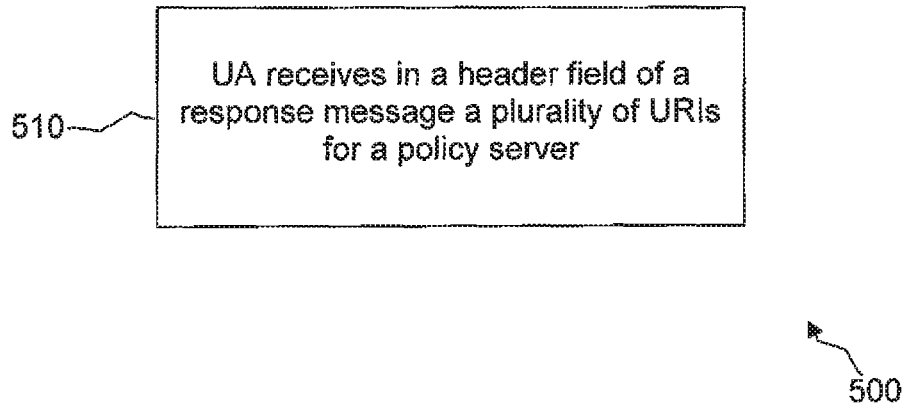 UA receives in a header field of a
response message a plurality of URIs
for a policy server
510
500